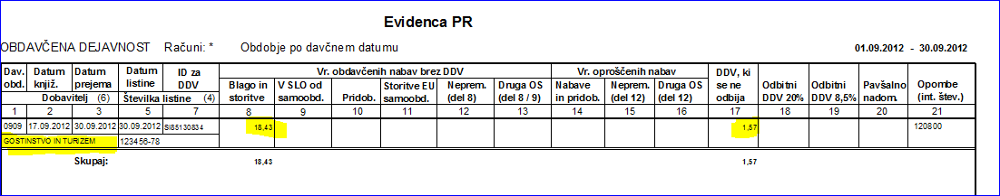 Evidenca PR
OBDAVČENA DEJAVNOST Računi: * Obdobje po davčnem datumu 01.09.2012 - 30.09.2012
Dav. obd. Datum knjiž. Datum prejema Datum listine ID za DDV Vr. obdavčenih nabav brez DDV Vr. oproščenih nabav DDV, ki se ne odbija Odbitni DDV 20% Odbitni DDV 8,5% Pavšalno nadom. Opombe (int. štev.)
Blago in storitve V SLO od samoobd. Pridob. Storitve EU samoobd. Neprem. (del 8) Druga OS (del 8 / 9) Nabave in pridob. Neprem. (del 12) Druga OS (del 12)
Dobavitelj (6) Številka listine (4)
1 2 3 5 7 8 9 10 11 12 13 14 15 16 17 18 19 20 21
0909 17.09.2012 30.09.2012 30.09.2012 SI85130834 18,43 1,57 120800
GOSTINSTVO IN TURIZEM 123456-78
Skupaj: 18,43 1,57